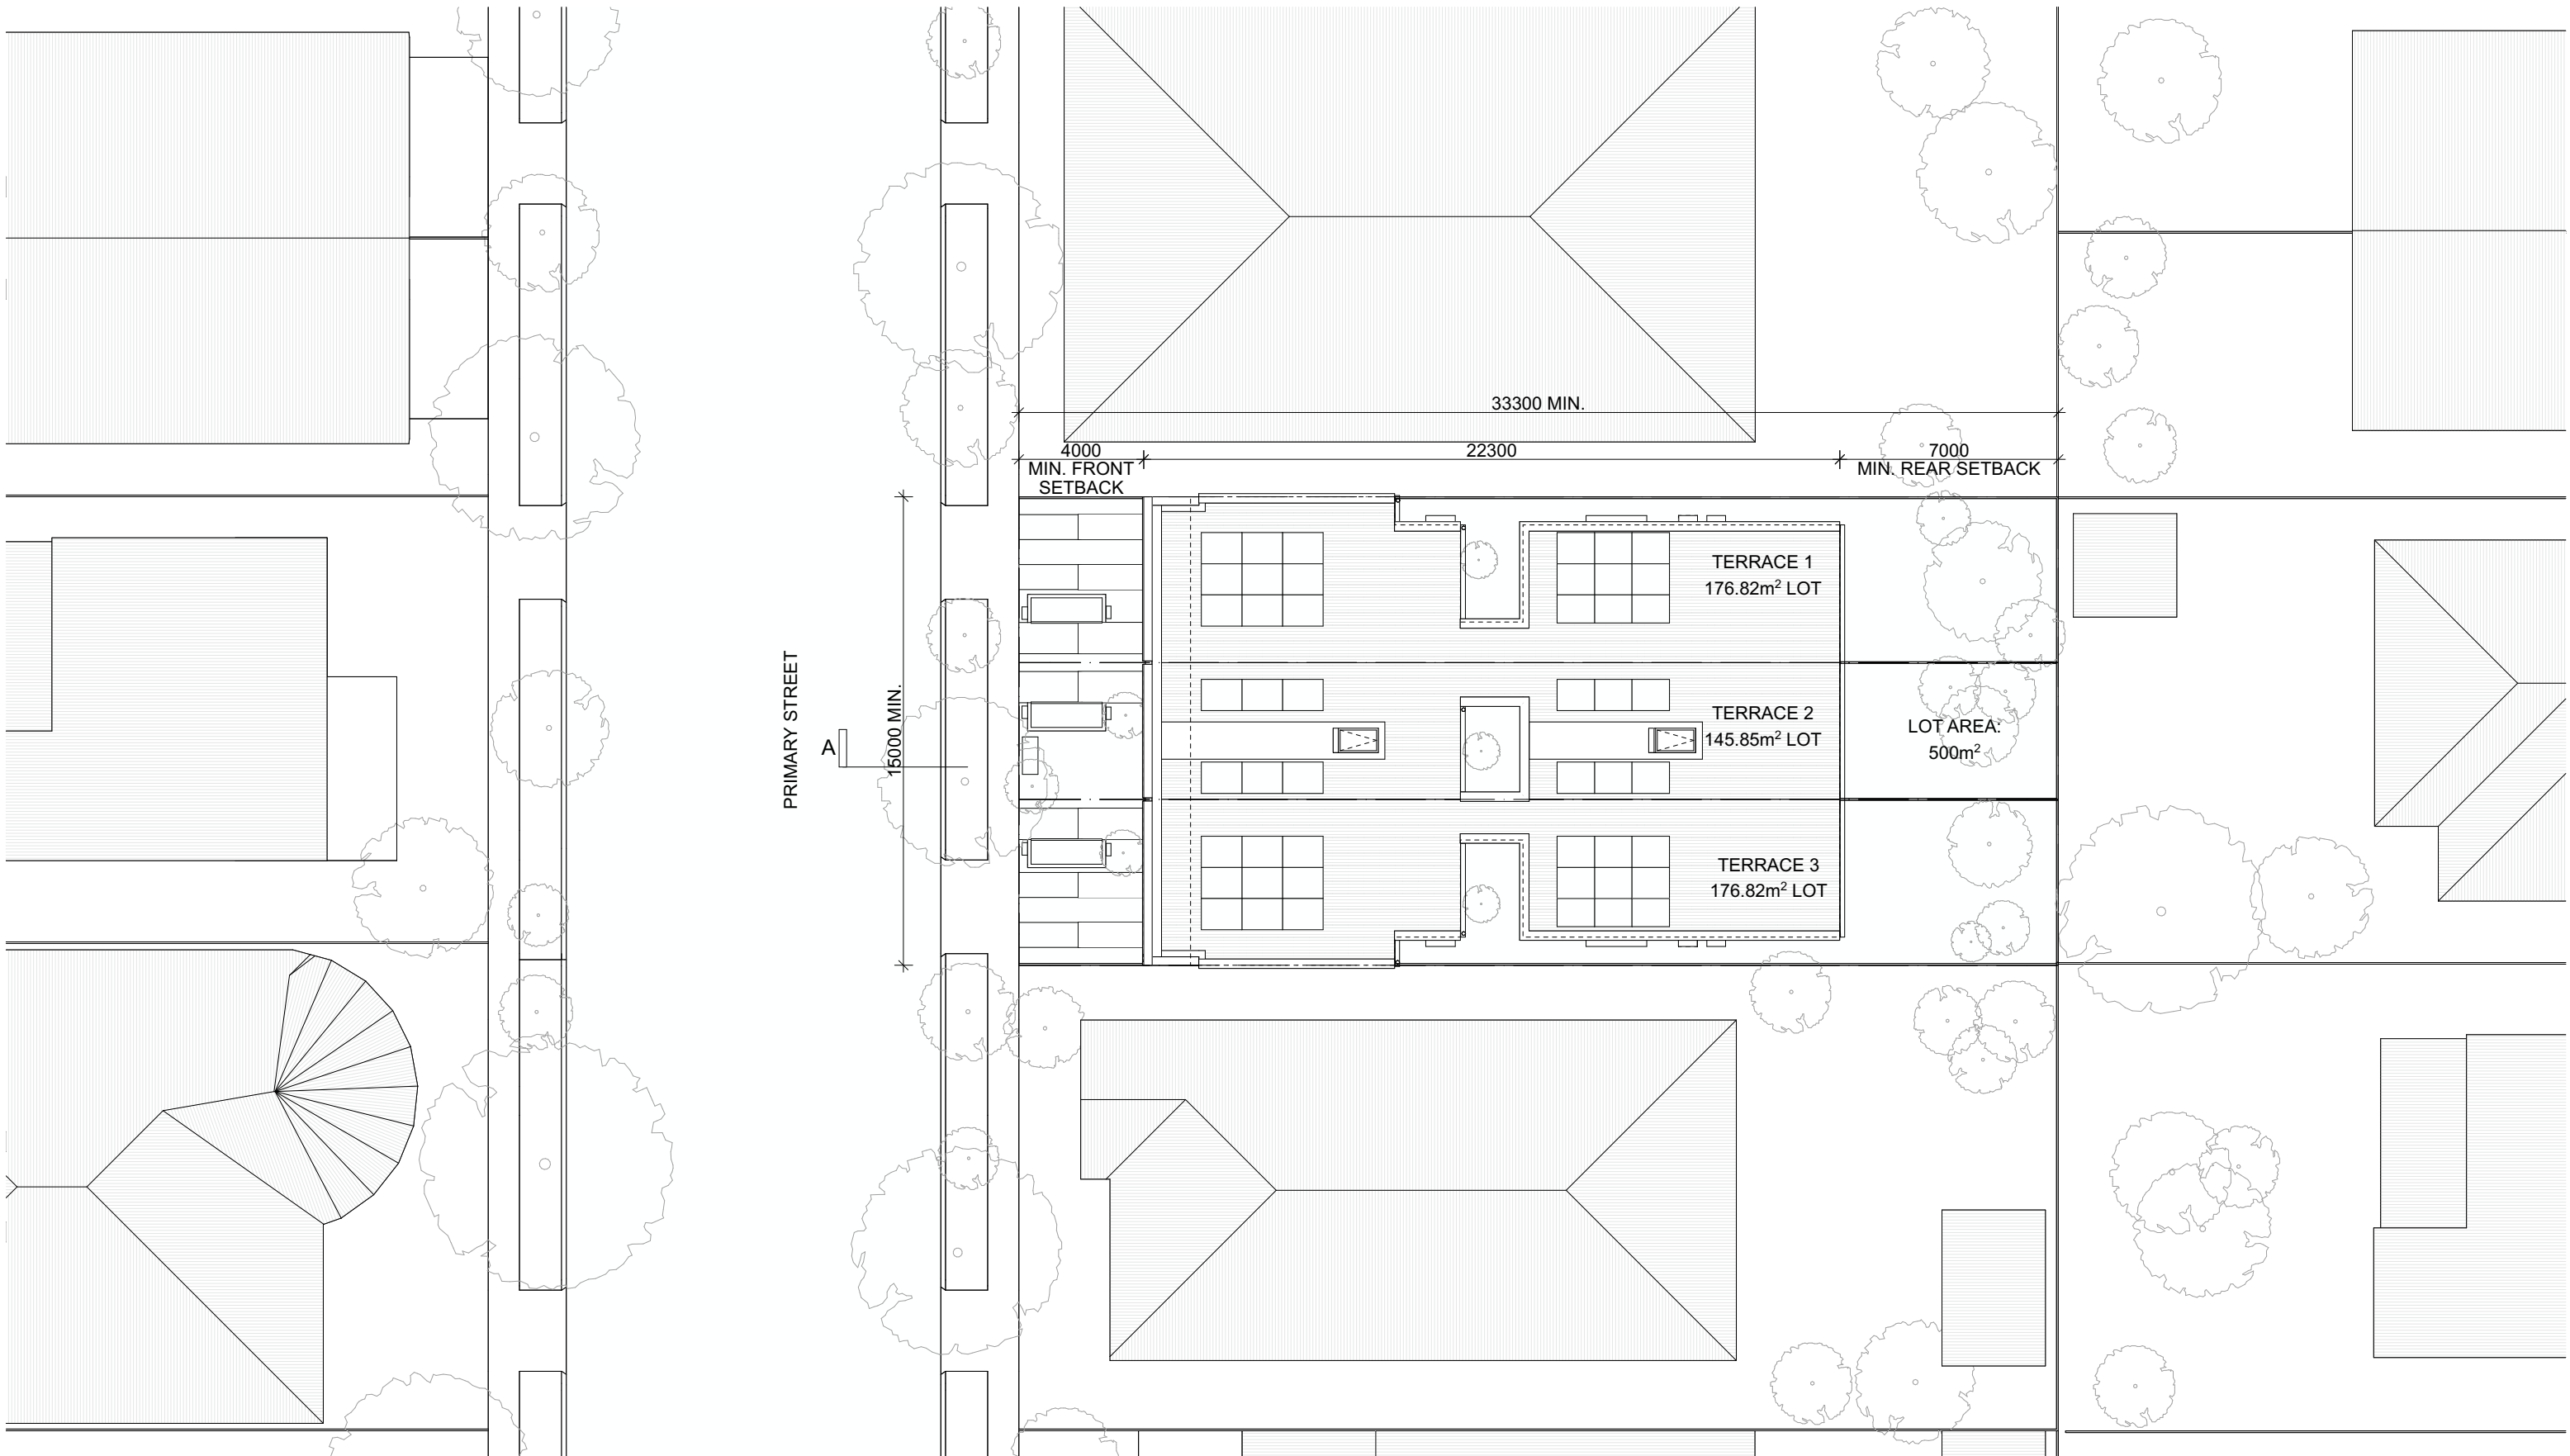 33300 MIN.
4000
MIN. FRONT
SETBACK
22300
7000
MIN. REAR SETBACK
PRIMARY STREET
A
15000 MIN.
TERRACE 1
176.82m² LOT
TERRACE 2
145.85m² LOT
LOT AREA:
500m²
TERRACE 3
176.82m² LOT